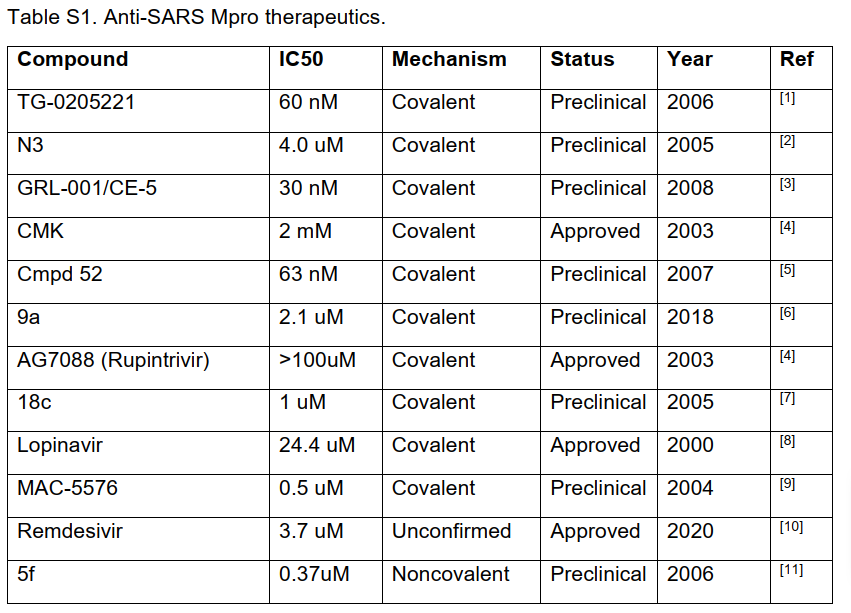 Table S1. Anti-SARS Mpro therapeutics.
Compound IC50 Mechanism Status Year Ref
TG-0205221 60 nM Covalent Preclinical 2006 [1]
N3 4.0 uM Covalent Preclinical 2005 [2]
GRL-001/CE-5 30 nM Covalent Preclinical 2008 [3]
CMK 2 mM Covalent Approved 2003 [4]
Cmpd 52 63 nM Covalent Preclinical 2007 [5]
9a 2.1 uM Covalent Preclinical 2018 [6]
AG7088 (Rupintrivir) >100uM Covalent Approved 2003 [4]
18c 1 uM Covalent Preclinical 2005 [7]
Lopinavir 24.4 uM Covalent Approved 2000 [8]
MAC-5576 0.5 uM Covalent Preclinical 2004 [9]
Remdesivir 3.7 uM Unconfirmed Approved 2020 [10]
5f 0.37uM Noncovalent Preclinical 2006 [11]